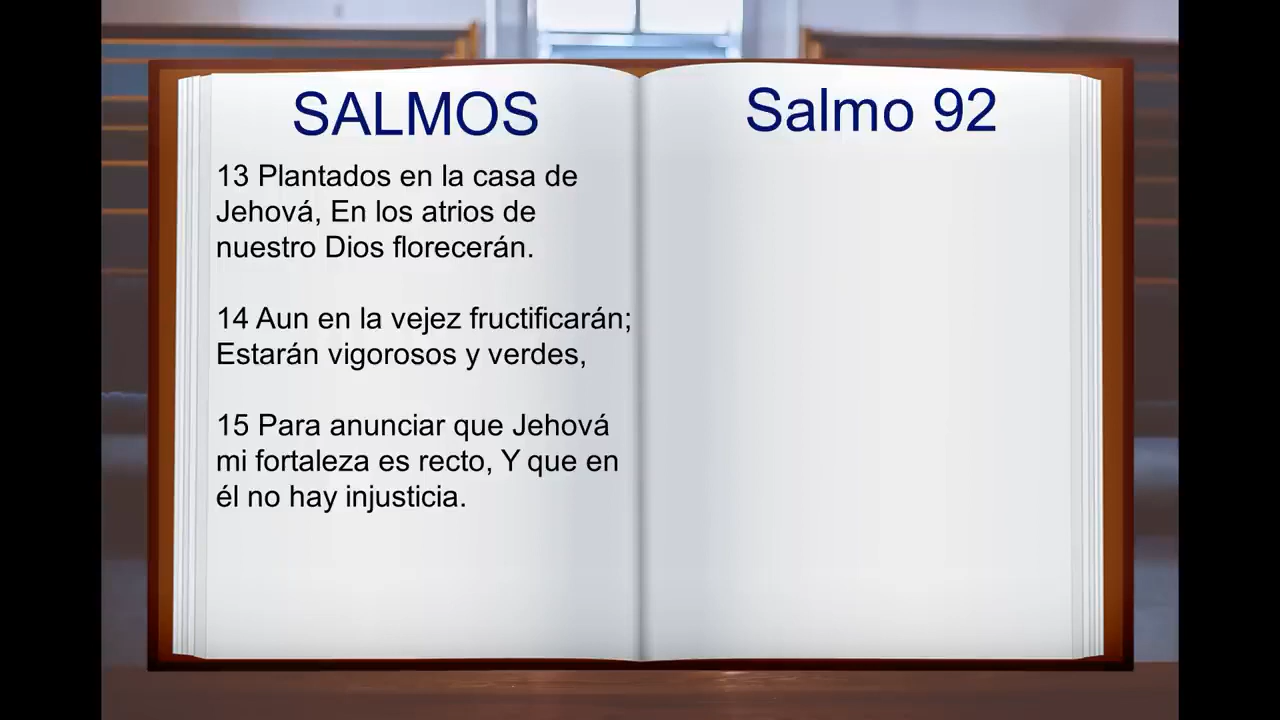 SALMOS
13 Plantados en la casa de
Jehová, En los atrios de
nuestro Dios florecerán.
14 Aun en la vejez fructificarán;
Estarán vigorosos y verdes,
15 Para anunciar que Jehová
mi fortaleza es recto, Y que en
él no hay injusticia.
Salmo 92